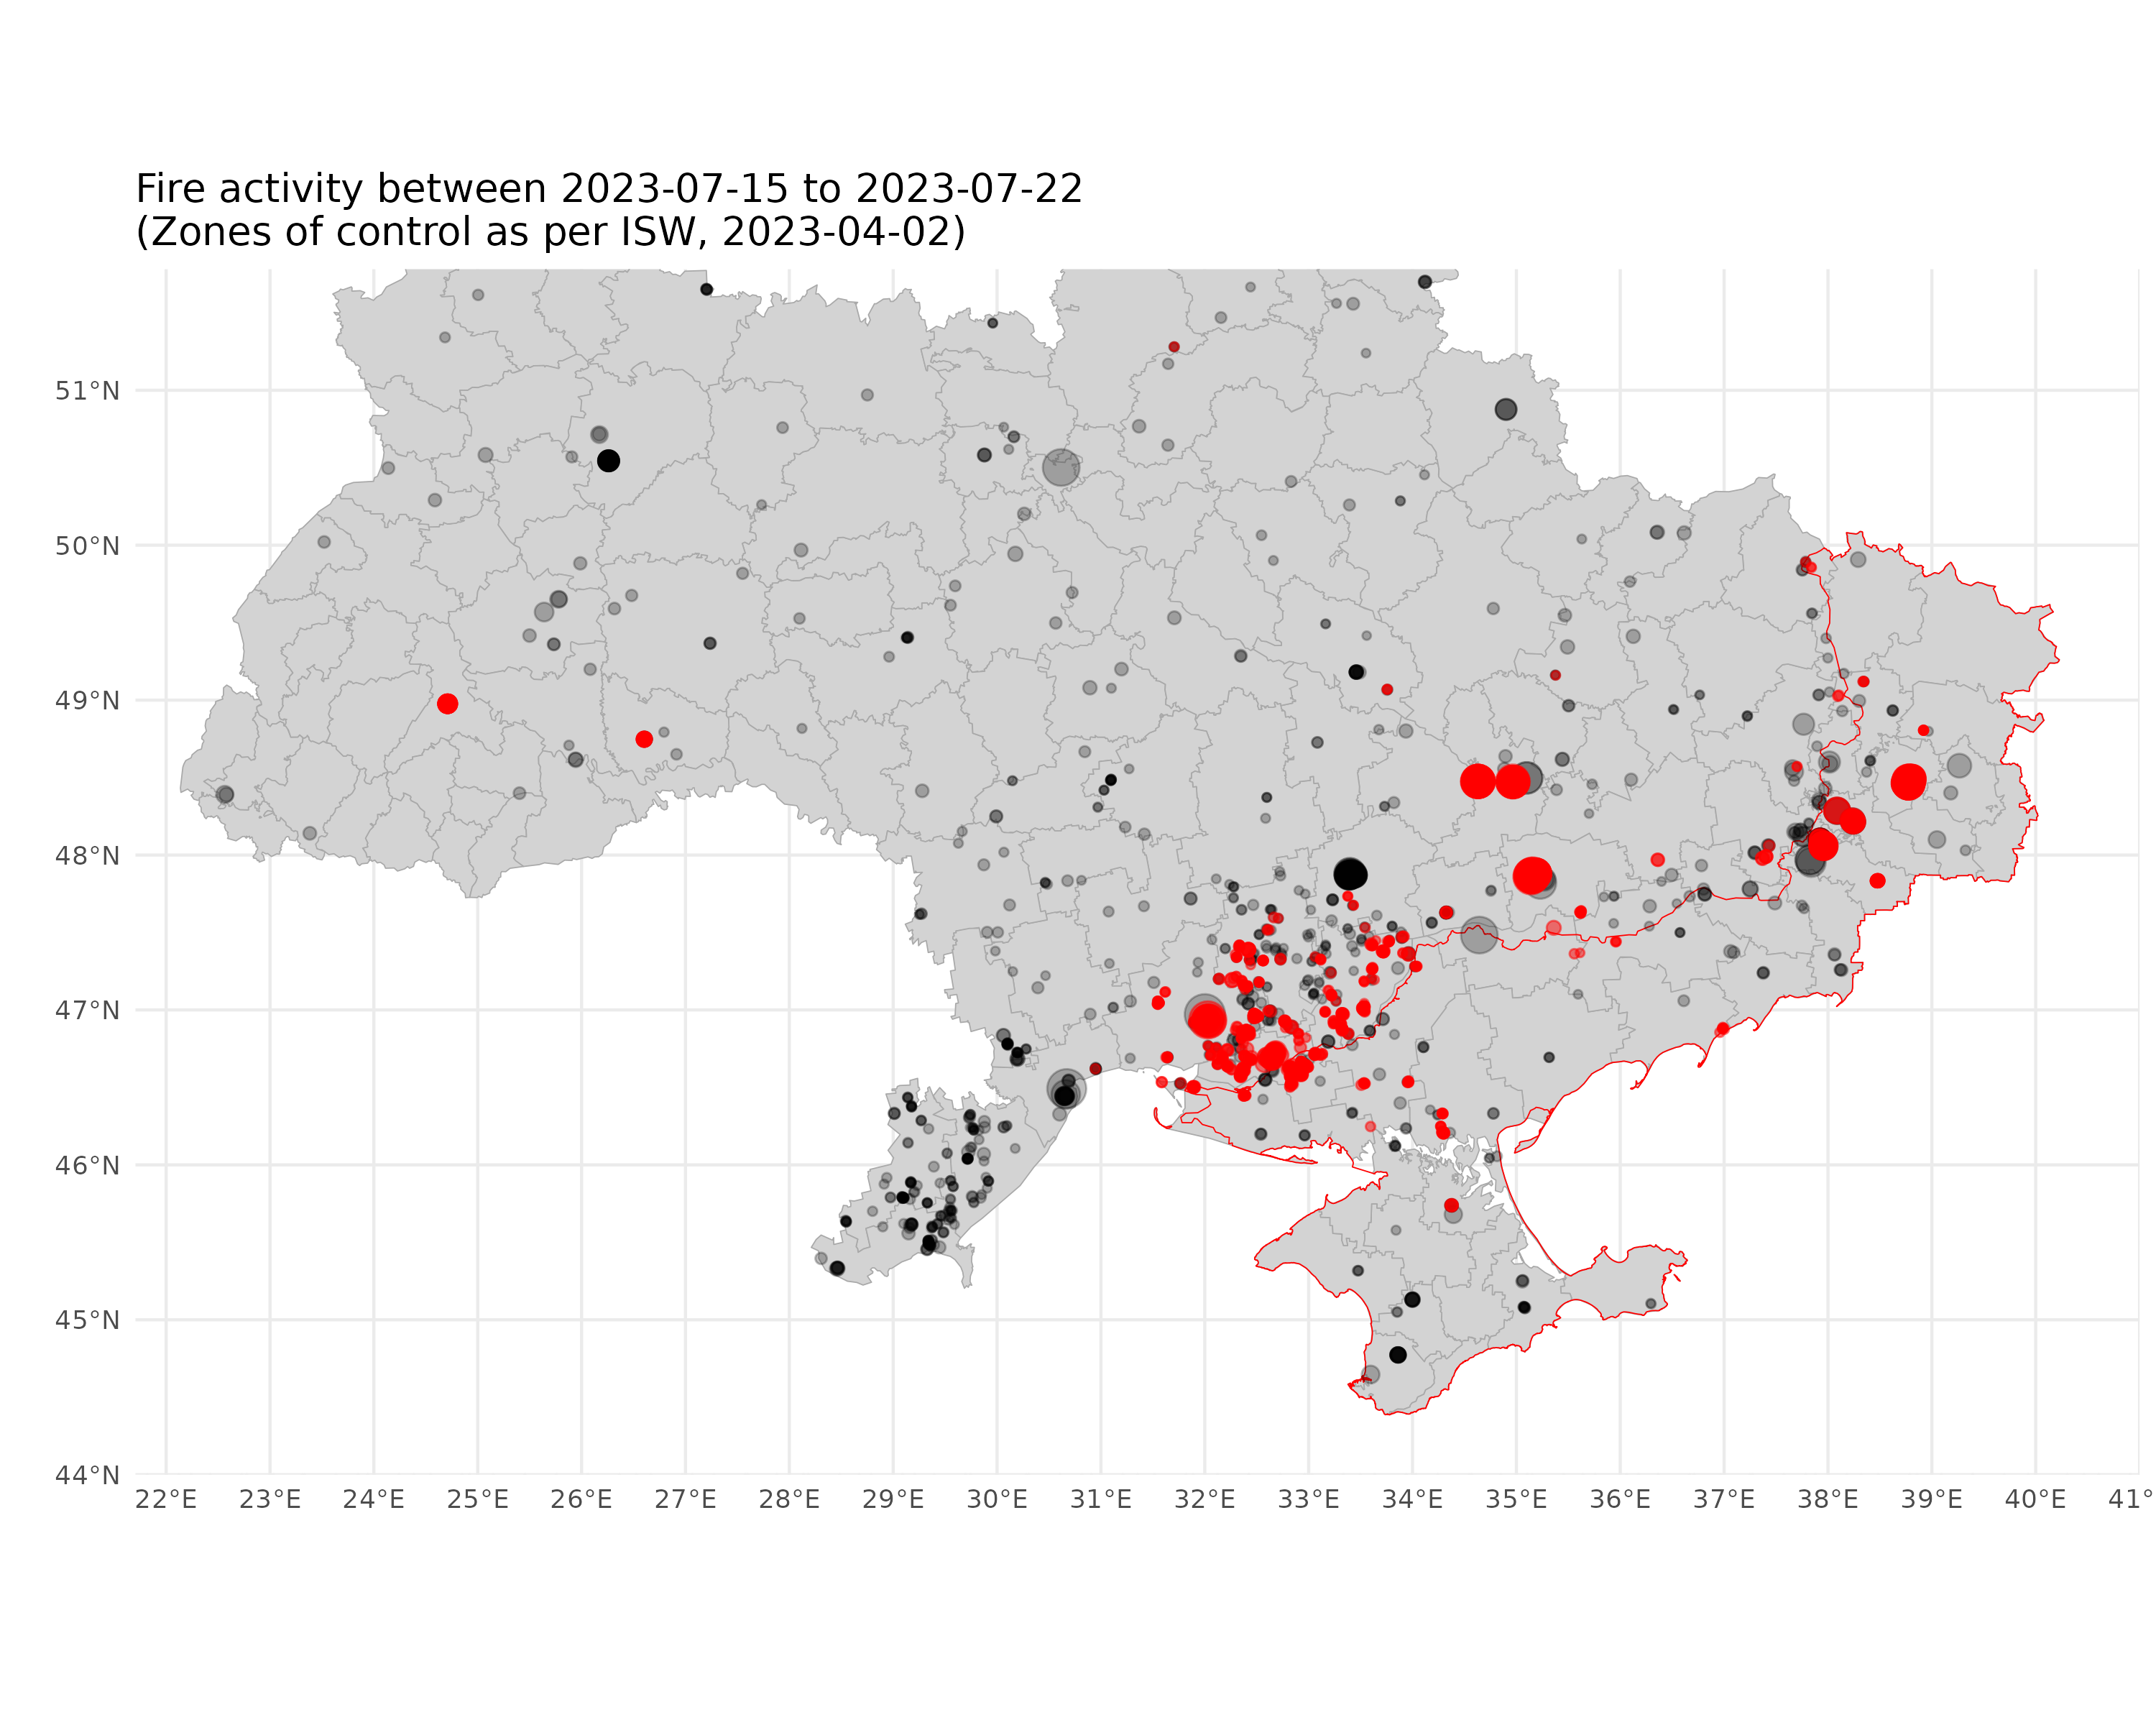 Fire activity between 2023-07-15 to 2023-07-22
(Zones of control as per ISW, 2023-04-02)
51°N
50°N
49°N
48°N
47°N
46°N
45°N
44°N
22°E 23°E 24°E 25°E 26°E 27°E 28°E 29°E 30°E 31°E 32°E 33°E 34°E 35°E 36°E 37°E 38°E 39°E 40°E 41°